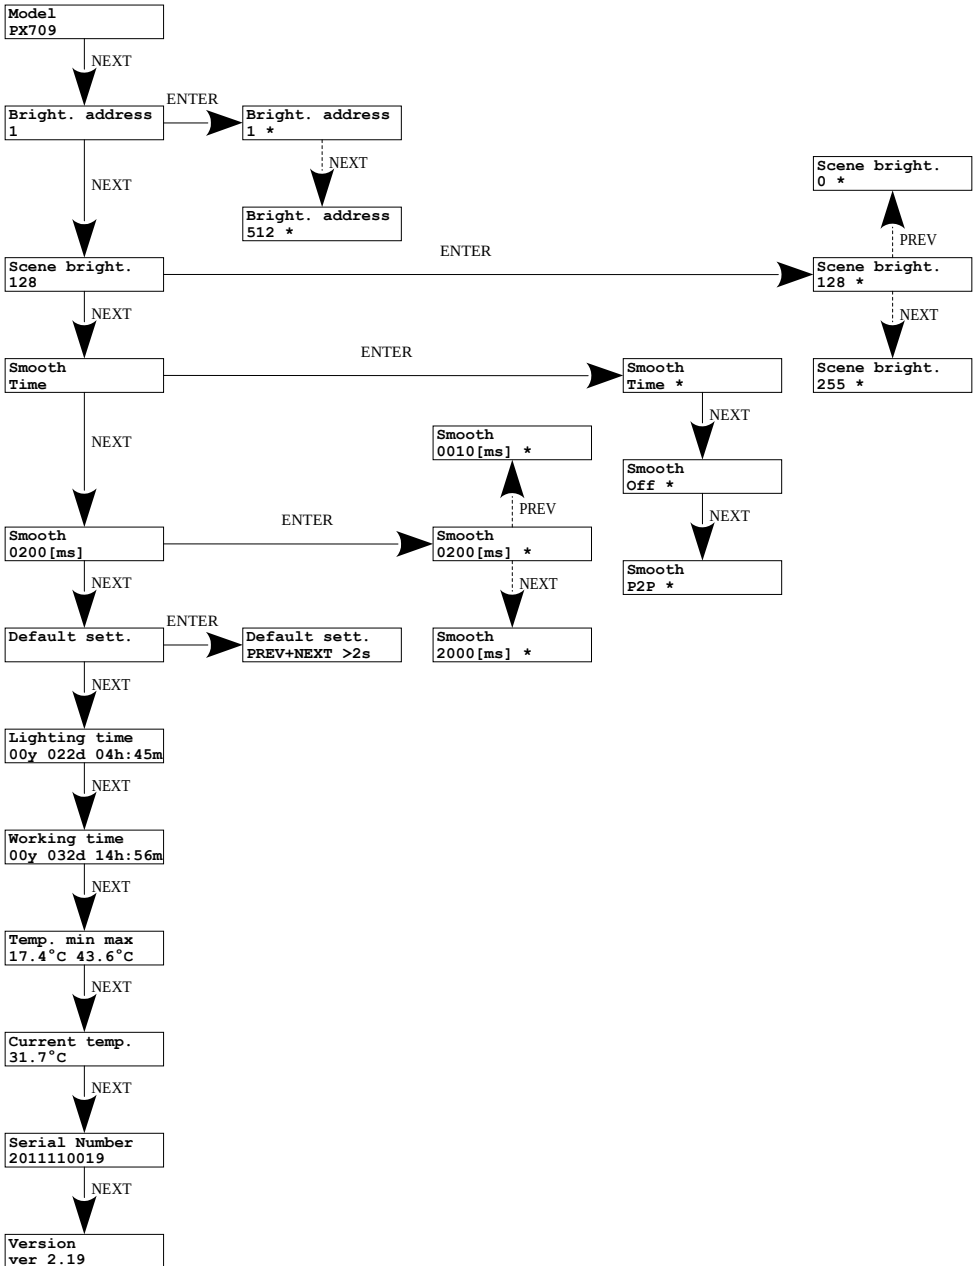 Model
PX709
NEXT
Bright. address
1
ENTER
Bright. address
1 *
NEXT
Bright. address
512 *
NEXT
Scene bright.
128
ENTER
Scene bright.
0 *
PREV
Scene bright.
128 *
NEXT
Scene bright.
255 *
NEXT
Smooth
Time
ENTER
Smooth
Time *
NEXT
Smooth
Off *
NEXT
Smooth
P2P *
NEXT
Smooth
0200[ms]
ENTER
Smooth
0010[ms] *
PREV
Smooth
0200[ms] *
NEXT
Smooth
2000[ms] *
NEXT
Default sett.
ENTER
Default sett.
PREV+NEXT >2s
NEXT
Lighting time
00y 022d 04h:45m
NEXT
Working time
00y 032d 14h:56m
NEXT
Temp. min max
17.4°C 43.6°C
NEXT
Current temp.
31.7°C
NEXT
Serial Number
2011110019
NEXT
Version
ver 2.19